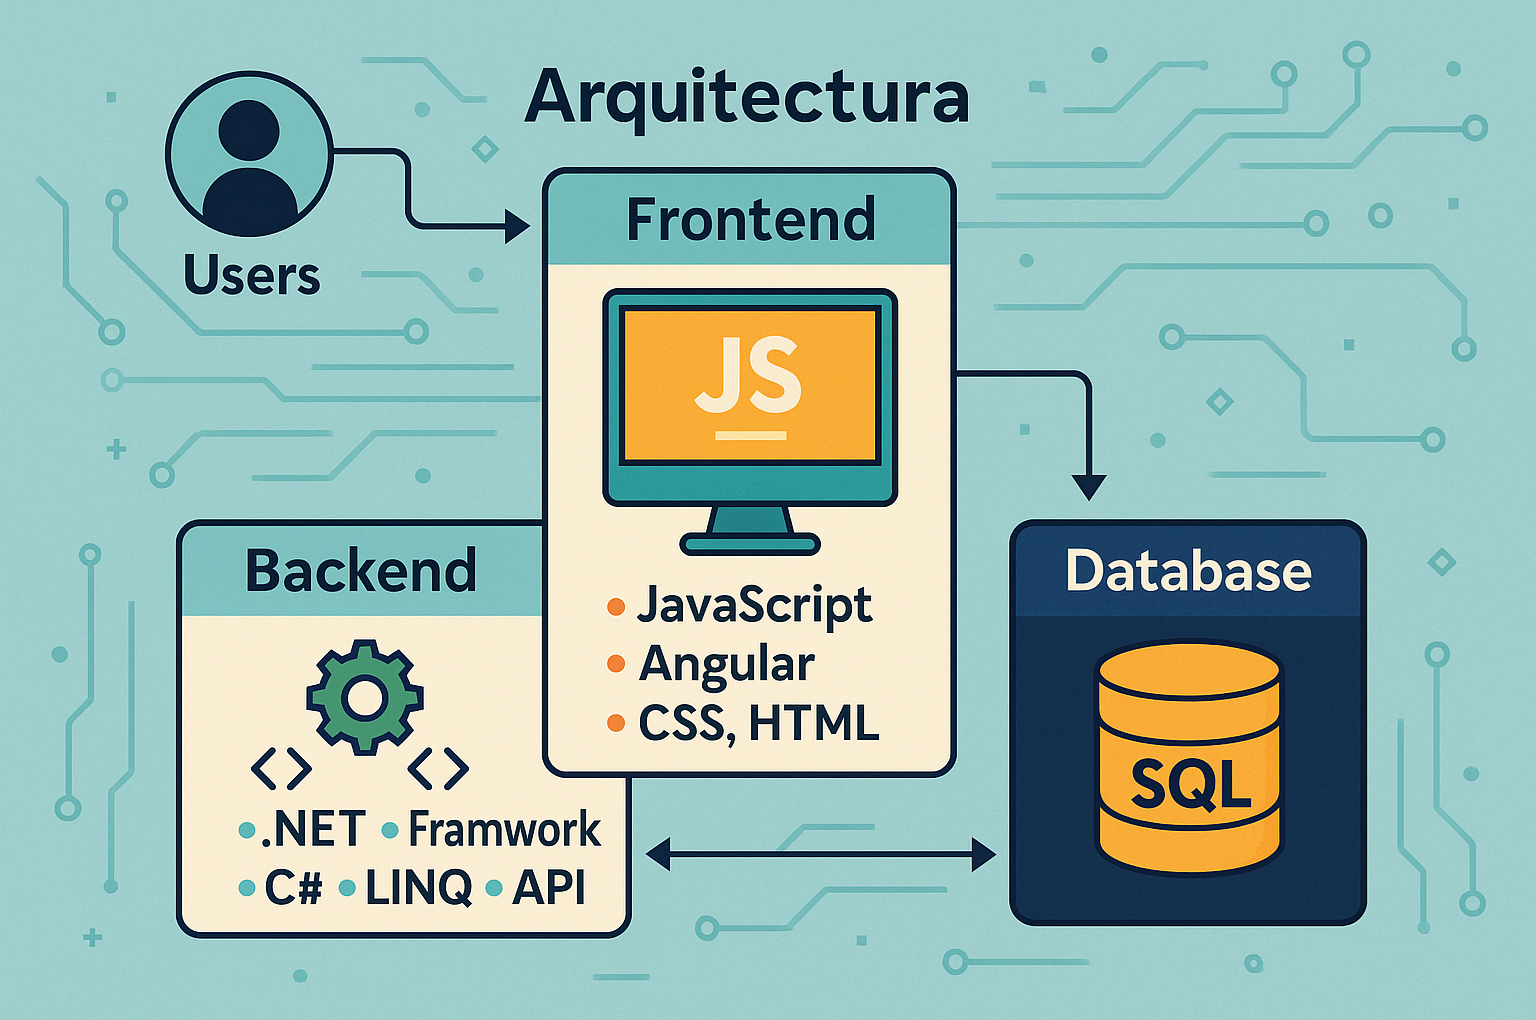 Arquitectura
Users
Frontend
JS
• JavaScript
• Angular
• CSS, HTML
Backend
<>
<>
• .NET • Framwork
• C# • LINQ • API
Database
SQL